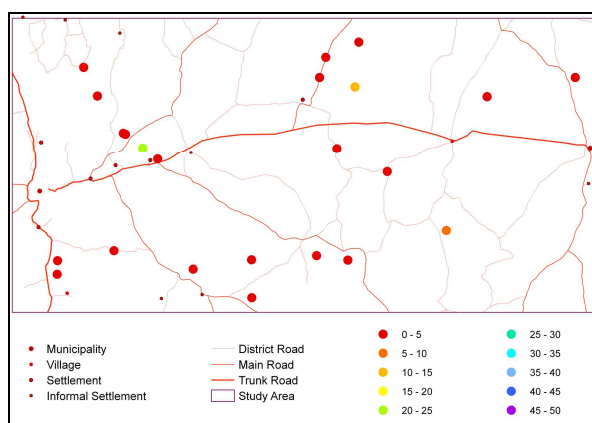 Municipality
Village
Settlement
Informal Settlement
District Road
Main Road
Trunk Road
Study Area
0 - 5
5 - 10
10 - 15
15 - 20
20 - 25
25 - 30
30 - 35
35 - 40
40 - 45
45 - 50